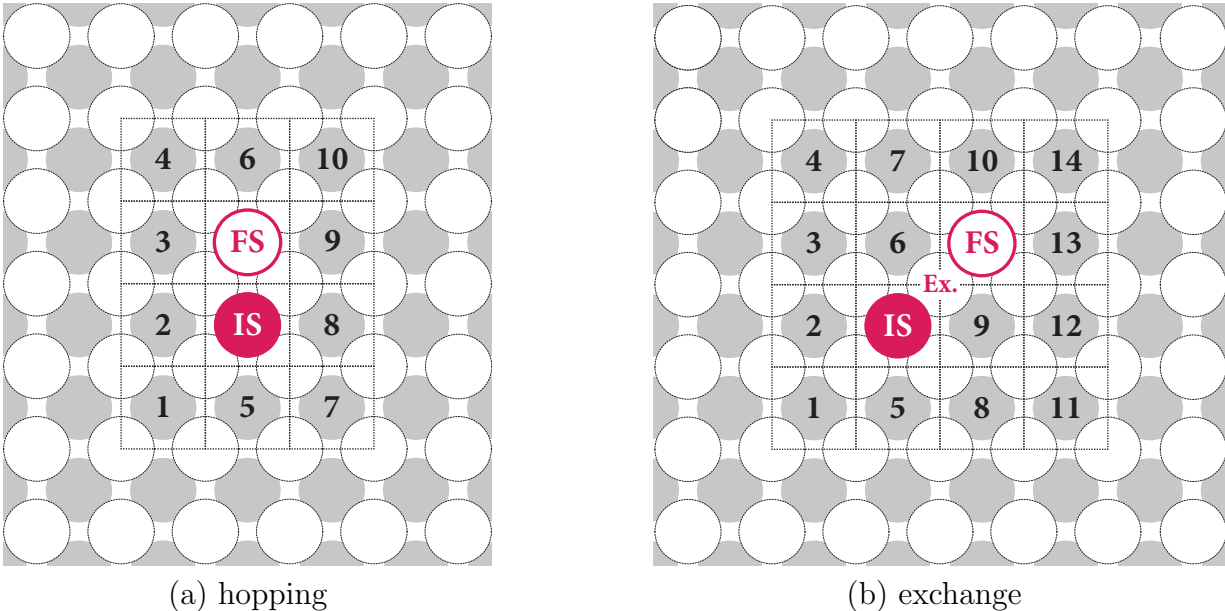 4 6 10
3 FS 9
2 IS 8
1 5 7
(a) hopping
4 7 10 14
3 6 FS 13
Ex.
2 IS 9 12
1 5 8 11
(b) exchange